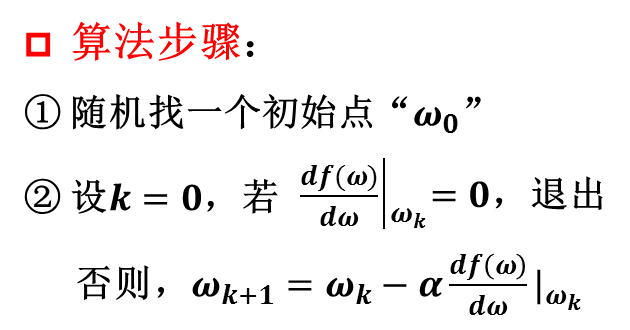 算法步骤：
① 随机找一个初始点“ω₀”
② 设k = 0，若 df(ω)/dω|ωₖ = 0，退出
否则，ωₖ₊₁ = ωₖ − α df(ω)/dω|ωₖ